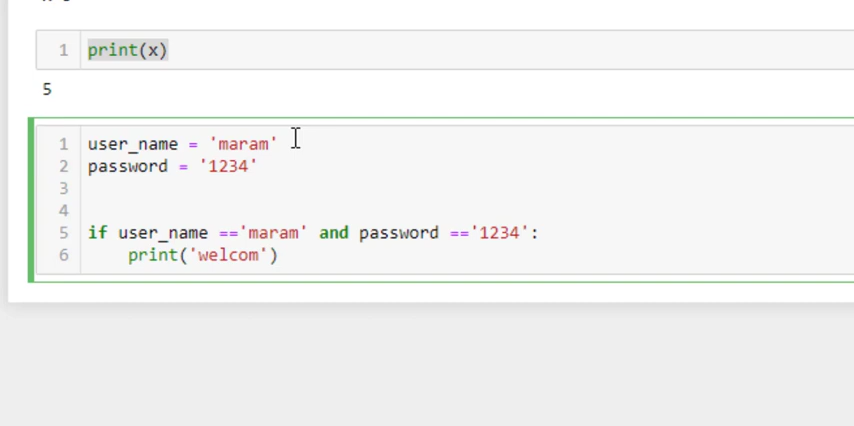 1 print(x)
5
1 user_name = 'maram'
2 password = '1234'
3
4
5 if user_name =='maram' and password =='1234':
6     print('welcom')